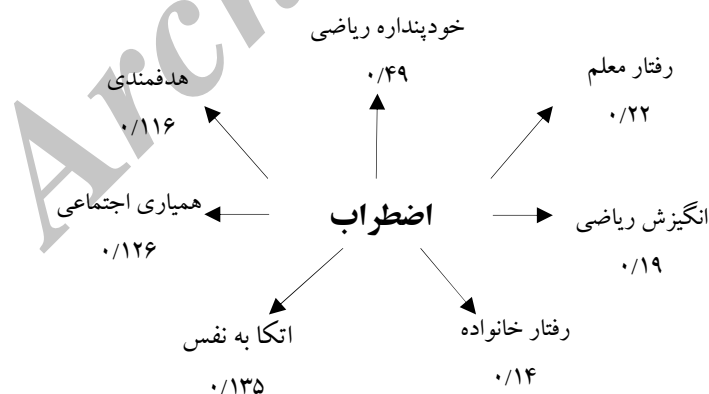 خودپنداره ریاضی
۰/۴۹
رفتار معلم
۰/۲۲
هدفمندی
۰/۱۱۶
اضطراب
انگیزش ریاضی
۰/۱۹
همیاری اجتماعی
۰/۱۲۶
رفتار خانواده
۰/۱۴
اتکا به نفس
۰/۱۳۵
Arch